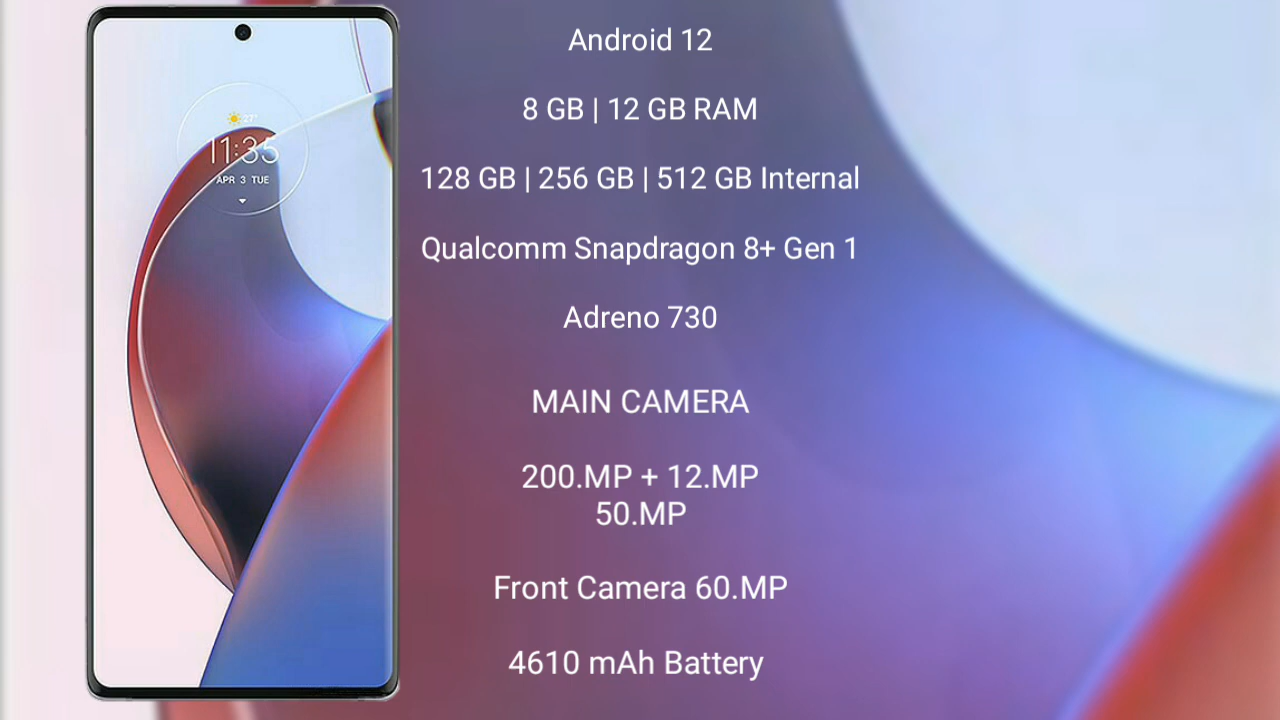 27°
11:35
APR 3 TUE
Android 12
8 GB | 12 GB RAM
128 GB | 256 GB | 512 GB Internal
Qualcomm Snapdragon 8+ Gen 1
Adreno 730
MAIN CAMERA
200.MP + 12.MP
50.MP
Front Camera 60.MP
4610 mAh Battery